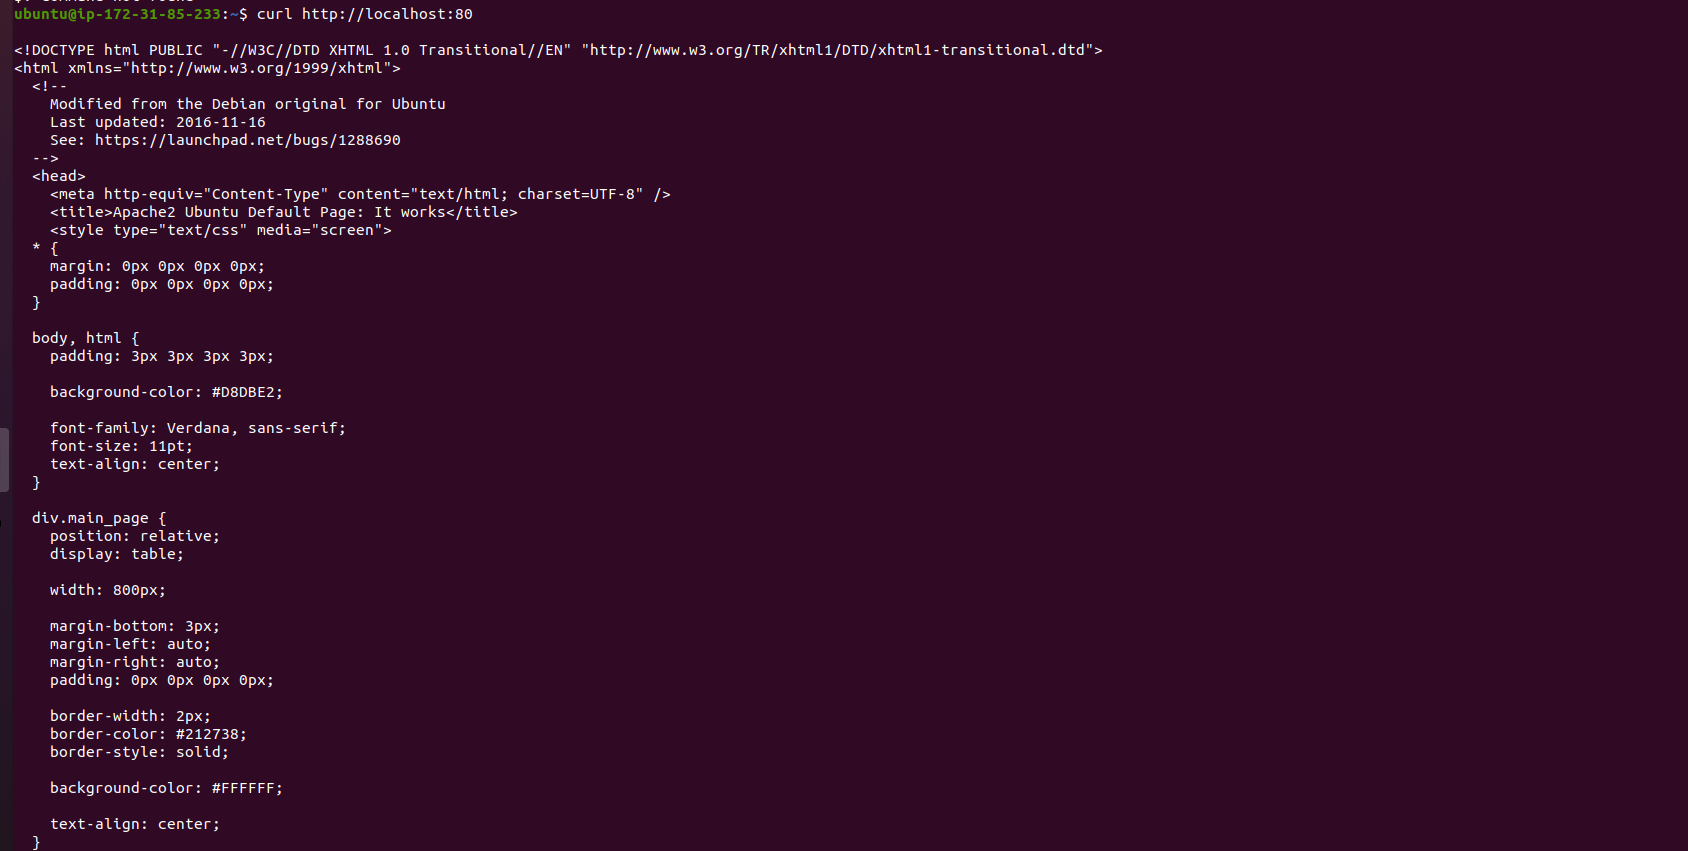 ubuntu@ip-172-31-85-233:~$ curl http://localhost:80
<!DOCTYPE html PUBLIC "-//W3C//DTD XHTML 1.0 Transitional//EN" "http://www.w3.org/TR/xhtml1/DTD/xhtml1-transitional.dtd">
<html xmlns="http://www.w3.org/1999/xhtml">
  <!--
    Modified from the Debian original for Ubuntu
    Last updated: 2016-11-16
    See: https://launchpad.net/bugs/1288690
  -->
  <head>
    <meta http-equiv="Content-Type" content="text/html; charset=UTF-8" />
    <title>Apache2 Ubuntu Default Page: It works</title>
    <style type="text/css" media="screen">
  * {
    margin: 0px 0px 0px 0px;
    padding: 0px 0px 0px 0px;
  }
  body, html {
    padding: 3px 3px 3px 3px;
    background-color: #D8DBE2;
    font-family: Verdana, sans-serif;
    font-size: 11pt;
    text-align: center;
  }
  div.main_page {
    position: relative;
    display: table;
    width: 800px;
    margin-bottom: 3px;
    margin-left: auto;
    margin-right: auto;
    padding: 0px 0px 0px 0px;
    border-width: 2px;
    border-color: #212738;
    border-style: solid;
    background-color: #FFFFFF;
    text-align: center;
  }